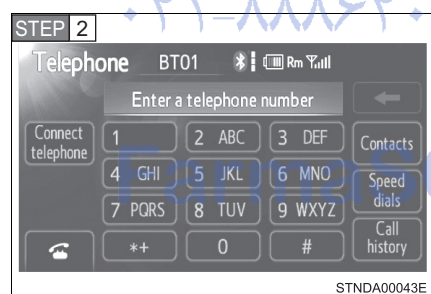 STEP 2
Telephone BT01 Rm
Enter a telephone number
Connect telephone
1
2 ABC
3 DEF
Contacts
4 GHI
5 JKL
6 MNO
Speed dials
7 PQRS
8 TUV
9 WXYZ
Call history
*+
0
#
STNDA00043E